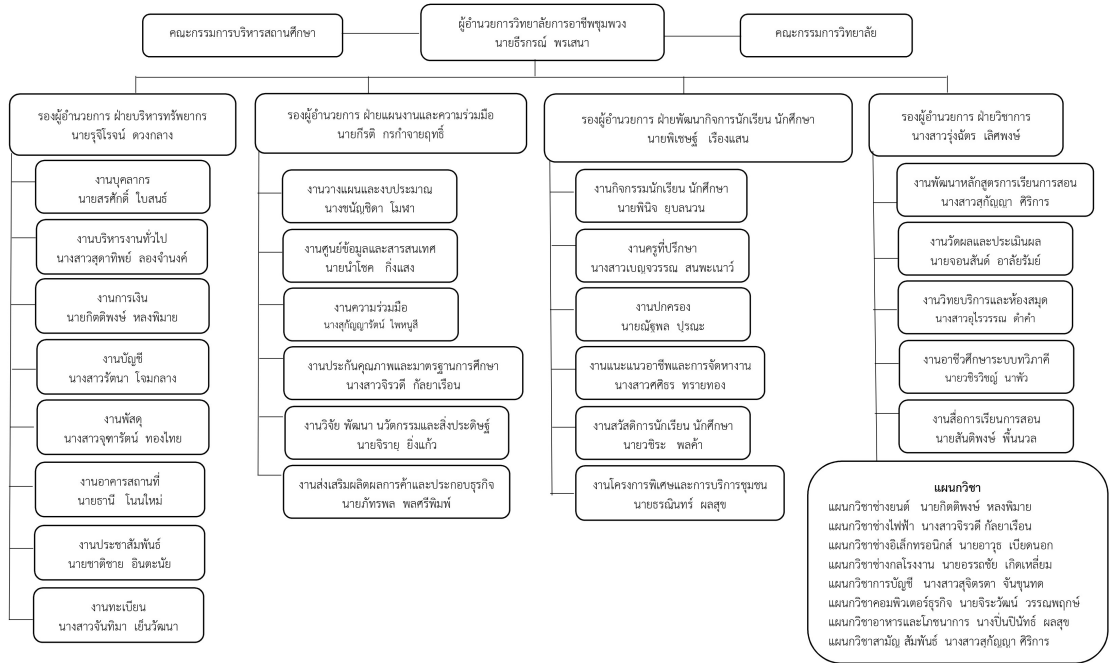 คณะกรรมการบริหารสถานศึกษา
ผู้อำนวยการวิทยาลัยการอาชีพชุมพวง
นายธีรกรณ์ พรเสนา
คณะกรรมการวิทยาลัย
รองผู้อำนวยการ ฝ่ายบริหารทรัพยากร
นายรุจิโรจน์ ดวงกลาง
งานบุคลากร
นายสรศักดิ์ ใบสนธ์
งานบริหารงานทั่วไป
นางสาวสุดาทิพย์ ลองจำนงค์
งานการเงิน
นายกิตติพงษ์ หลงพิมาย
งานบัญชี
นางสาวรัตนา โจมกลาง
งานพัสดุ
นางสาวจุฑารัตน์ ทองไทย
งานอาคารสถานที่
นายธานี โนนใหม่
งานประชาสัมพันธ์
นายชาติชาย อินตะนัย
งานทะเบียน
นางสาวจันทิมา เย็นวัฒนา
รองผู้อำนวยการ ฝ่ายแผนงานและความร่วมมือ
นายกีรติ กรกำจายฤทธิ์
งานวางแผนและงบประมาณ
นางชนัญชิดา โมฬา
งานศูนย์ข้อมูลและสารสนเทศ
นายนำโชค กิ่งแสง
งานความร่วมมือ
นางสุกัญญารัตน์ ไพหนูสี
งานประกันคุณภาพและมาตรฐานการศึกษา
นางสาวจิรวดี กัลยาเรือน
งานวิจัย พัฒนา นวัตกรรมและสิ่งประดิษฐ์
นายจิรายุ ยิ่งแก้ว
งานส่งเสริมผลิตผลการค้าและประกอบธุรกิจ
นายภัทรพล พลศรีพิมพ์
รองผู้อำนวยการ ฝ่ายพัฒนากิจการนักเรียน นักศึกษา
นายพิเชษฐ์ เรืองแสน
งานกิจกรรมนักเรียน นักศึกษา
นายพินิจ ยุบลนวน
งานครูที่ปรึกษา
นางสาวเบญจวรรณ สนพะเนาว์
งานปกครอง
นายณัฐพล ปุรณะ
งานแนะแนวอาชีพและการจัดหางาน
นางสาวศศิธร ทรายทอง
งานสวัสดิการนักเรียน นักศึกษา
นายวชิระ พลค้า
งานโครงการพิเศษและการบริการชุมชน
นายธรณินทร์ ผลสุข
รองผู้อำนวยการ ฝ่ายวิชาการ
นางสาวรุ่งฉัตร เลิศพงษ์
งานพัฒนาหลักสูตรการเรียนการสอน
นางสาวสุกัญญา ศิริการ
งานวัดผลและประเมินผล
นายจอนสันต์ อาลัยรัมย์
งานวิทยบริการและห้องสมุด
นางสาวอุไรวรรณ ดำคำ
งานอาชีวศึกษาระบบทวิภาคี
นายวชิรวิชญ์ นาพัว
งานสื่อการเรียนการสอน
นายสันติพงษ์ พื้นนวล
แผนกวิชา
แผนกวิชาช่างยนต์ นายกิตติพงษ์ หลงพิมาย
แผนกวิชาช่างไฟฟ้า นางสาวจิรวดี กัลยาเรือน
แผนกวิชาช่างอิเล็กทรอนิกส์ นายอาวุธ เบียดนอก
แผนกวิชาช่างกลโรงงาน นายอรรถชัย เกิดเหลี่ยม
แผนกวิชาการบัญชี นางสาวสุจิตรตา จันขุนทด
แผนกวิชาคอมพิวเตอร์ธุรกิจ นายจิระวัฒน์ วรรณพฤกษ์
แผนกวิชาอาหารและโภชนาการ นางปิ่นปินัทธ์ ผลสุข
แผนกวิชาสามัญ สัมพันธ์ นางสาวสุกัญญา ศิริการ